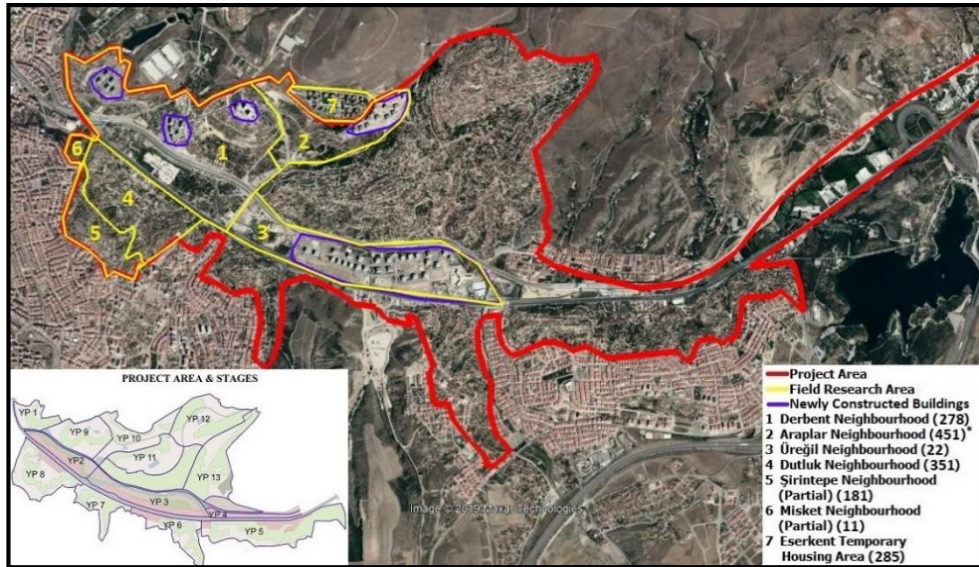 7
2
1
6
4
3
5
PROJECT AREA & STAGES
YP 1
YP 12
YP 9
YP 10
YP2
YP 11
YP 8
YP 13
YP 3
YP 7
YP 4
YP 6
YP 5
Image © 2019 Maxar Technologies
Project Area
Field Research Area
Newly Constructed Buildings
1 Derbent Neighbourhood (278)
2 Araplar Neighbourhood (451)*
3 Üreğil Neighbourhood (22)
4 Dutluk Neighbourhood (351)
5 Şirintepe Neighbourhood
(Partial) (181)
6 Misket Neighbourhood
(Partial) (11)
7 Eserkent Temporary
Housing Area (285)